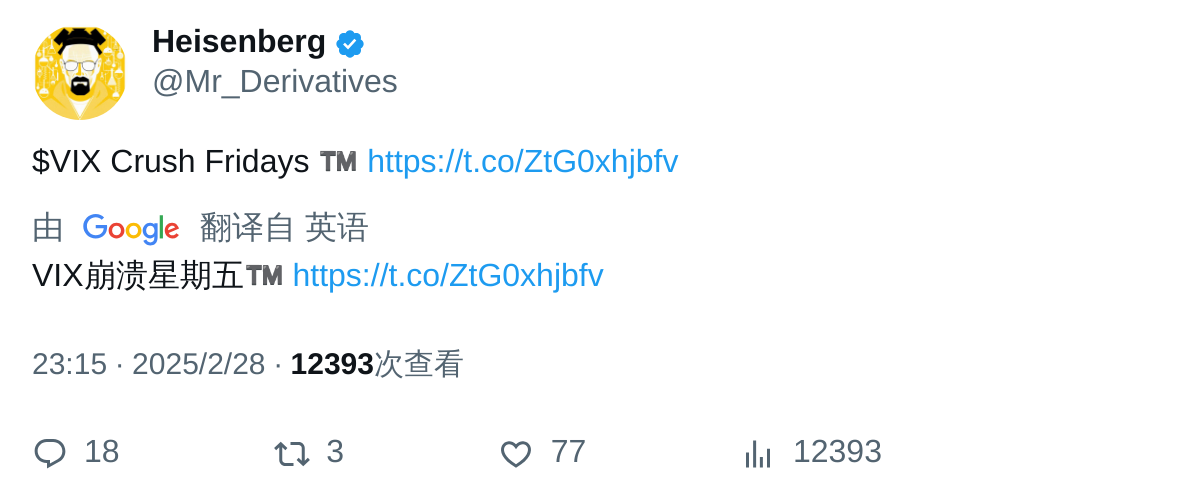 Heisenberg
@Mr_Derivatives
$VIX Crush Fridays ™️ https://t.co/ZtG0xhjbfv
由 Google 翻译自 英语
VIX崩溃星期五™️ https://t.co/ZtG0xhjbfv
23:15 · 2025/2/28 · 12393次查看
18 3 77 12393